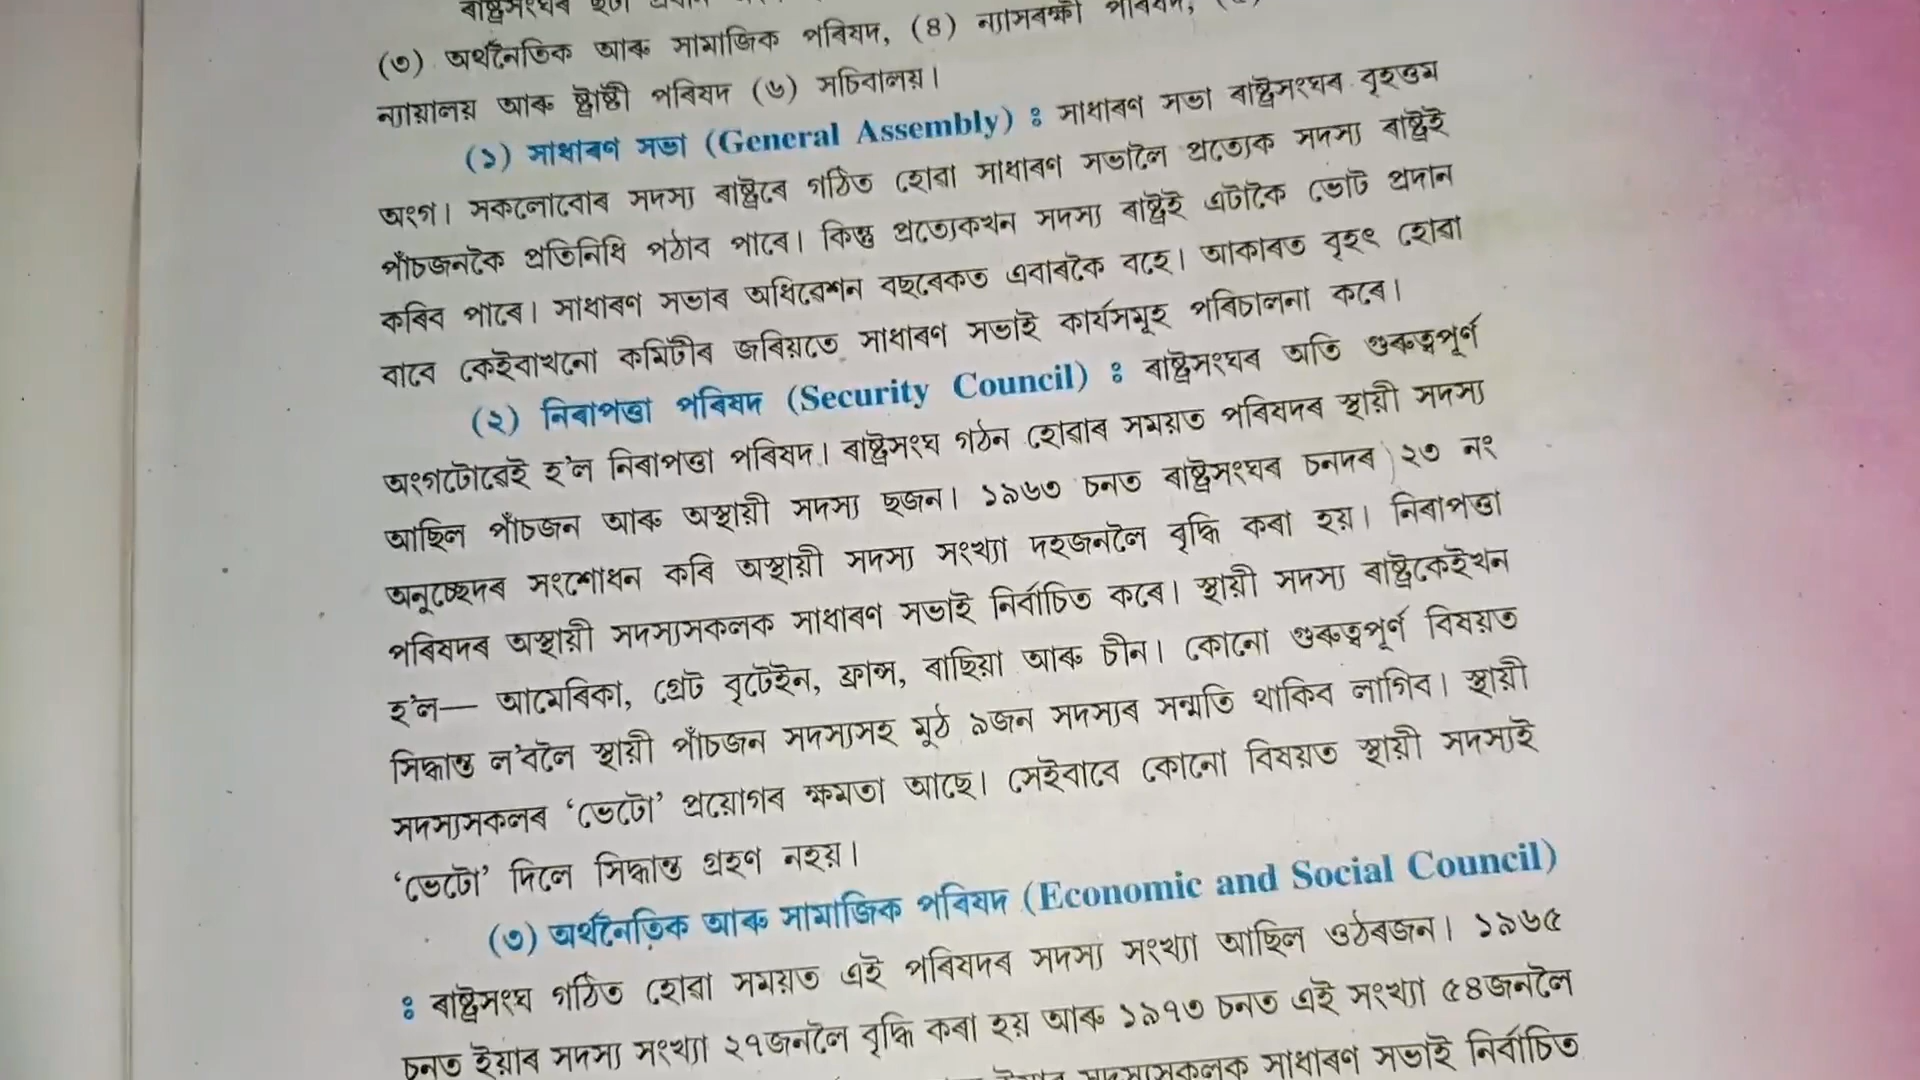 ৰাষ্ট্ৰসংঘৰ ছটা
(৩) অৰ্থনৈতিক আৰু সামাজিক পৰিষদ, (৪) ন্যাসৰক্ষী পৰিষদ,
ন্যায়ালয় আৰু ষ্ট্ৰাষ্টী পৰিষদ (৬) সচিবালয়।
(১) সাধাৰণ সভা (General Assembly) ঃ সাধাৰণ সভা ৰাষ্ট্ৰসংঘৰ বৃহত্তম
অংগ। সকলোবোৰ সদস্য ৰাষ্ট্ৰৰে গঠিত হোৱা সাধাৰণ সভালৈ প্ৰত্যেক সদস্য ৰাষ্ট্ৰই
পাঁচজনকৈ প্ৰতিনিধি পঠাব পাৰে। কিন্তু প্ৰত্যেকখন সদস্য ৰাষ্ট্ৰই এটাকৈ ভোট প্ৰদান
কৰিব পাৰে। সাধাৰণ সভাৰ অধিৱেশন বছৰেকত এবাৰকৈ বহে। আকাৰত বৃহৎ হোৱা
বাবে কেইবাখনো কমিটীৰ জৰিয়তে সাধাৰণ সভাই কাৰ্যসমূহ পৰিচালনা কৰে।
(২) নিৰাপত্তা পৰিষদ (Security Council) ঃ ৰাষ্ট্ৰসংঘৰ অতি গুৰুত্বপূৰ্ণ
অংগটোৱেই হ'ল নিৰাপত্তা পৰিষদ। ৰাষ্ট্ৰসংঘ গঠন হোৱাৰ সময়ত পৰিষদৰ স্থায়ী সদস্য
আছিল পাঁচজন আৰু অস্থায়ী সদস্য ছজন। ১৯৬৩ চনত ৰাষ্ট্ৰসংঘৰ চনদৰ ২৩ নং
অনুচ্ছেদৰ সংশোধন কৰি অস্থায়ী সদস্য সংখ্যা দহজনলৈ বৃদ্ধি কৰা হয়। নিৰাপত্তা
পৰিষদৰ অস্থায়ী সদস্যসকলক সাধাৰণ সভাই নিৰ্বাচিত কৰে। স্থায়ী সদস্য ৰাষ্ট্ৰকেইখন
হ'ল— আমেৰিকা, গ্ৰেট বৃটেইন, ফ্ৰান্স, ৰাছিয়া আৰু চীন। কোনো গুৰুত্বপূৰ্ণ বিষয়ত
সিদ্ধান্ত ল'বলৈ স্থায়ী পাঁচজন সদস্যসহ মুঠ ৯জন সদস্যৰ সন্মতি থাকিব লাগিব। স্থায়ী
সদস্যসকলৰ 'ভেটো' প্ৰয়োগৰ ক্ষমতা আছে। সেইবাবে কোনো বিষয়ত স্থায়ী সদস্যই
'ভেটো' দিলে সিদ্ধান্ত গ্ৰহণ নহয়।
(৩) অৰ্থনৈতিক আৰু সামাজিক পৰিষদ (Economic and Social Council)
ঃ ৰাষ্ট্ৰসংঘ গঠিত হোৱা সময়ত এই পৰিষদৰ সদস্য সংখ্যা আছিল ওঠৰজন। ১৯৬৫
চনত ইয়াৰ সদস্য সংখ্যা ২৭জনলৈ বৃদ্ধি কৰা হয় আৰু ১৯৭৩ চনত এই সংখ্যা ৫৪জনলৈ
সদস্যসকলক সাধাৰণ সভাই নিৰ্বাচিত